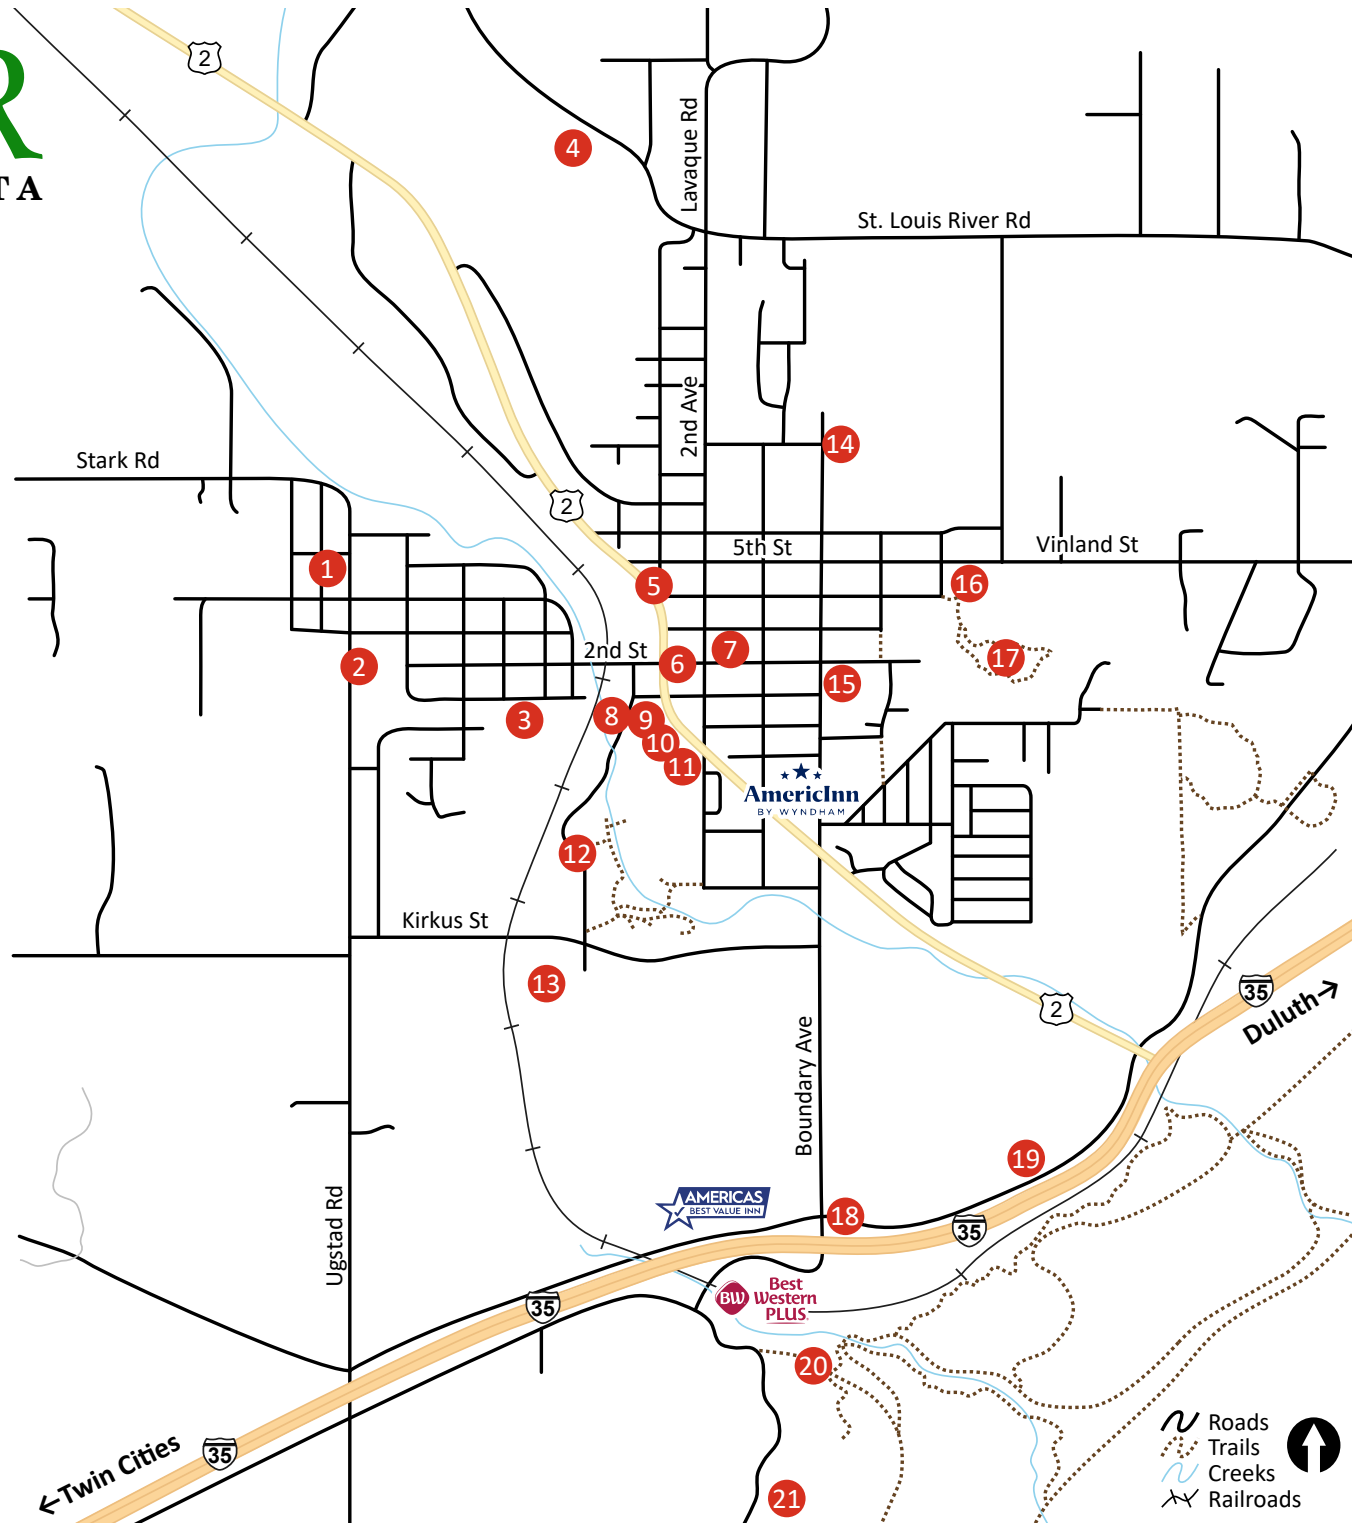 R
TA
2
4
Lavaque Rd
St. Louis River Rd
2nd Ave
14
Stark Rd
2
5th St
Vinland St
1
5
16
2nd St
7
17
2
6
15
3
8
9
10
11
AmericInn
BY WYNDHAM
12
Kirkus St
13
35
2
Duluth
Boundary Ave
19
Ugstad Rd
AMERICAS
BEST VALUE INN
18
35
BW
Best
Western
PLUS
35
20
Roads
Trails
Creeks
Railroads
35
Twin Cities
21